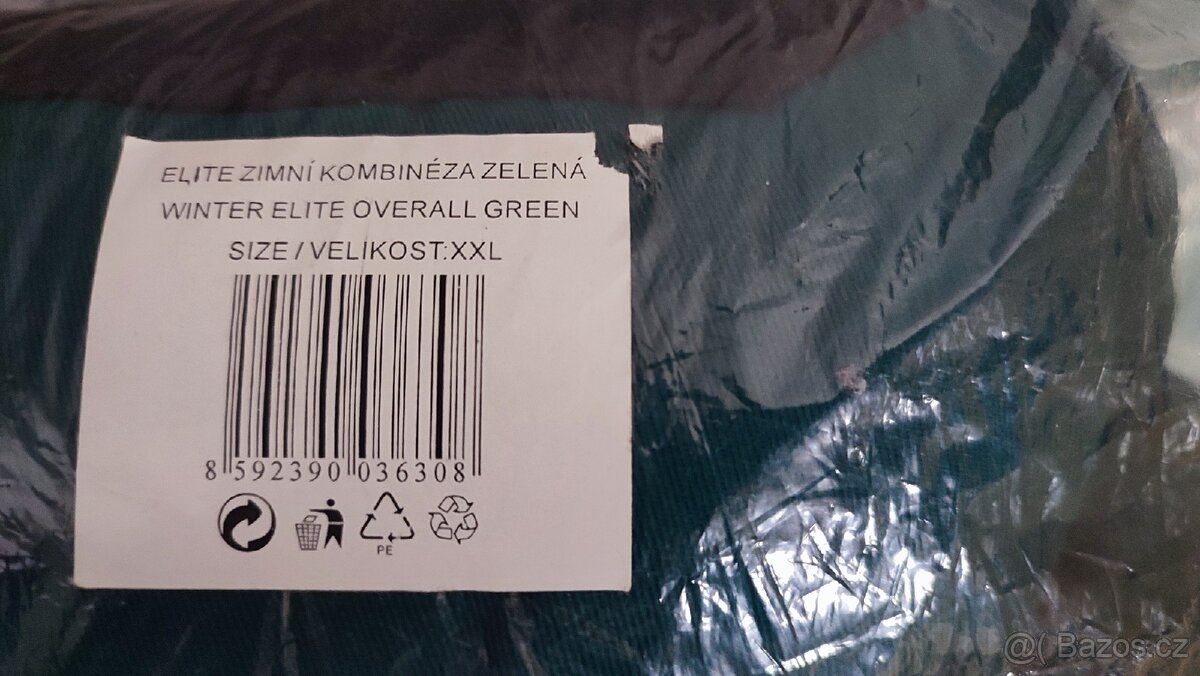 ELITE ZIMNÍ KOMBINÉZA ZELENÁ
WINTER ELITE OVERALL GREEN
SIZE / VELIKOST:XXL
8 592390 036308
PE
@( Bazos.cz